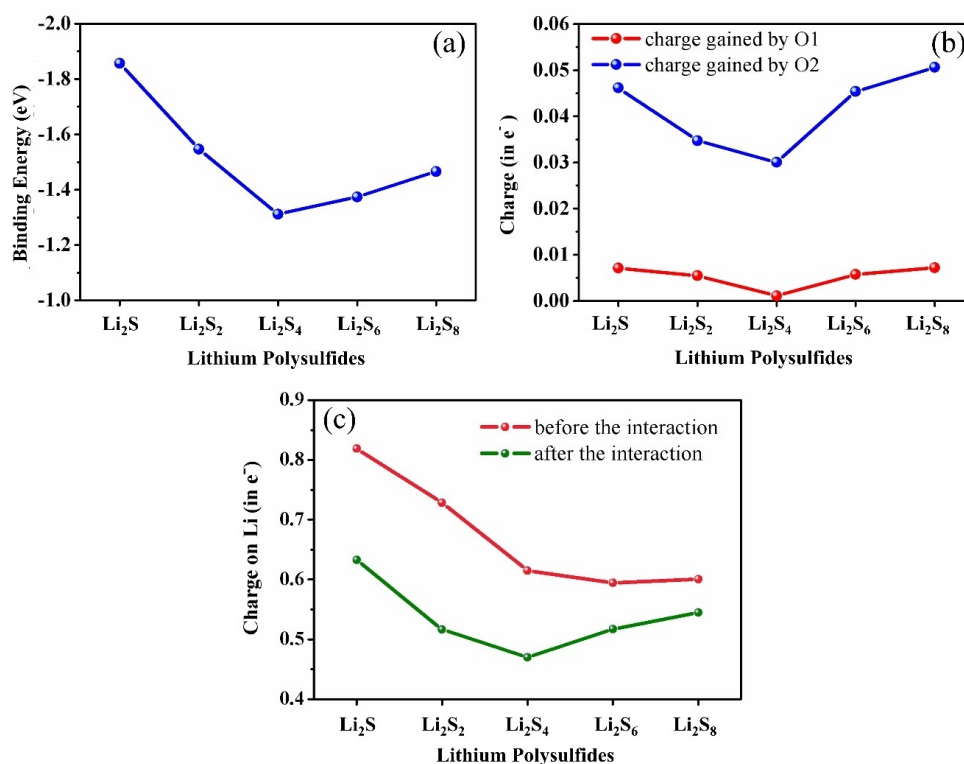 (a)
Binding Energy (eV)
-2.0
-1.8
-1.6
-1.4
-1.2
-1.0
Li₂S Li₂S₂ Li₂S₄ Li₂S₆ Li₂S₈
Lithium Polysulfides
(b)
charge gained by O1
charge gained by O2
Charge (in e⁻)
0.06
0.05
0.04
0.03
0.02
0.01
0.00
Li₂S Li₂S₂ Li₂S₄ Li₂S₆ Li₂S₈
Lithium Polysulfides
(c)
before the interaction
after the interaction
Charge on Li (in e⁻)
0.9
0.8
0.7
0.6
0.5
0.4
Li₂S Li₂S₂ Li₂S₄ Li₂S₆ Li₂S₈
Lithium Polysulfides